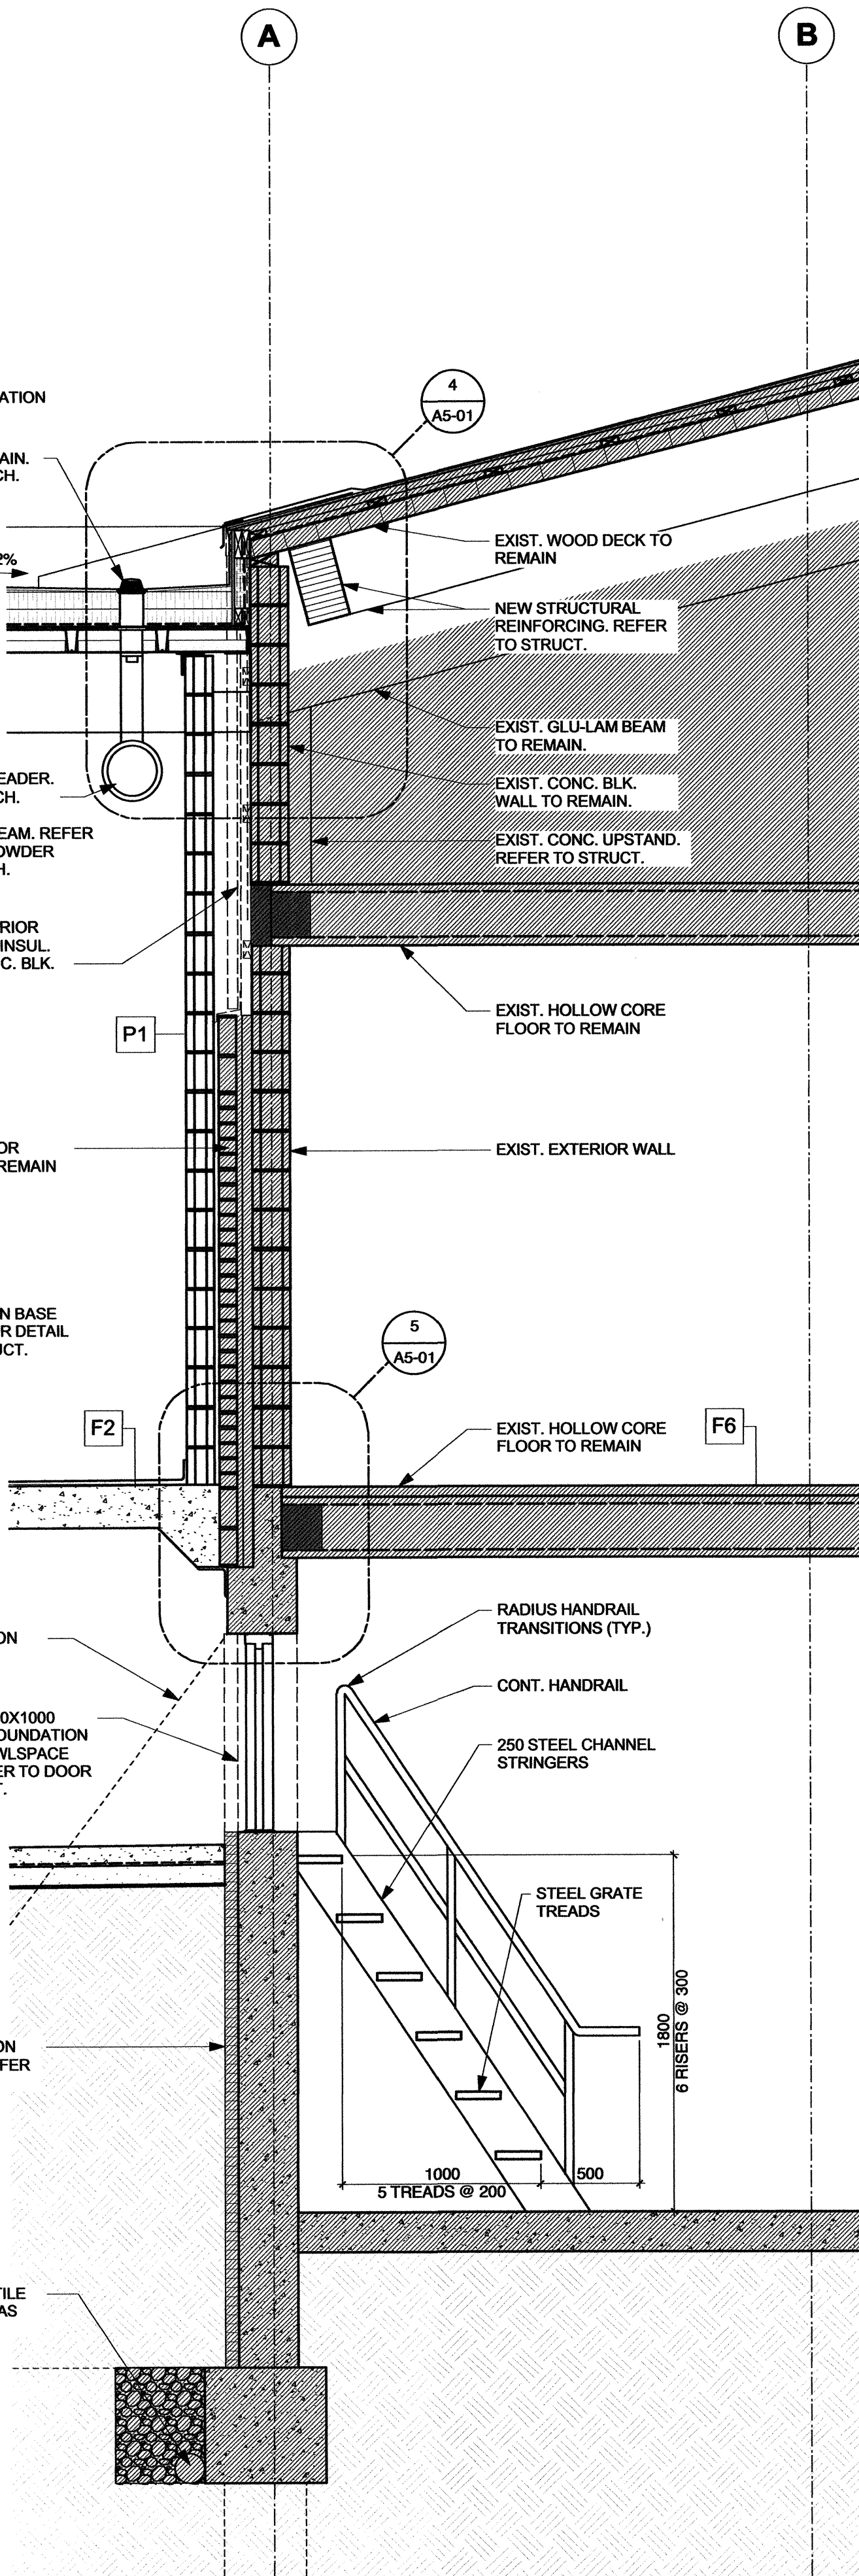 A
B
4
A5-01
ATION
AIN.
CH.
2%
EXIST. WOOD DECK TO
REMAIN
NEW STRUCTURAL
REINFORCING. REFER
TO STRUCT.
EXIST. GLU-LAM BEAM
TO REMAIN.
EADER.
CH.
EXIST. CONC. BLK.
WALL TO REMAIN.
EAM. REFER
OWDER
H.
EXIST. CONC. UPSTAND.
REFER TO STRUCT.
RIOR
INSUL.
C. BLK.
EXIST. HOLLOW CORE
FLOOR TO REMAIN
P1
OR
REMAIN
EXIST. EXTERIOR WALL
N BASE
R DETAIL
UCT.
5
A5-01
F2
EXIST. HOLLOW CORE
FLOOR TO REMAIN
F6
RADIUS HANDRAIL
TRANSITIONS (TYP.)
ON
CONT. HANDRAIL
0X1000
OUNDATION
WLSPACE
ER TO DOOR
T.
250 STEEL CHANNEL
STRINGERS
STEEL GRATE
TREADS
1800
6 RISERS @ 300
ON
FER
1000
5 TREADS @ 200
500
TILE
AS